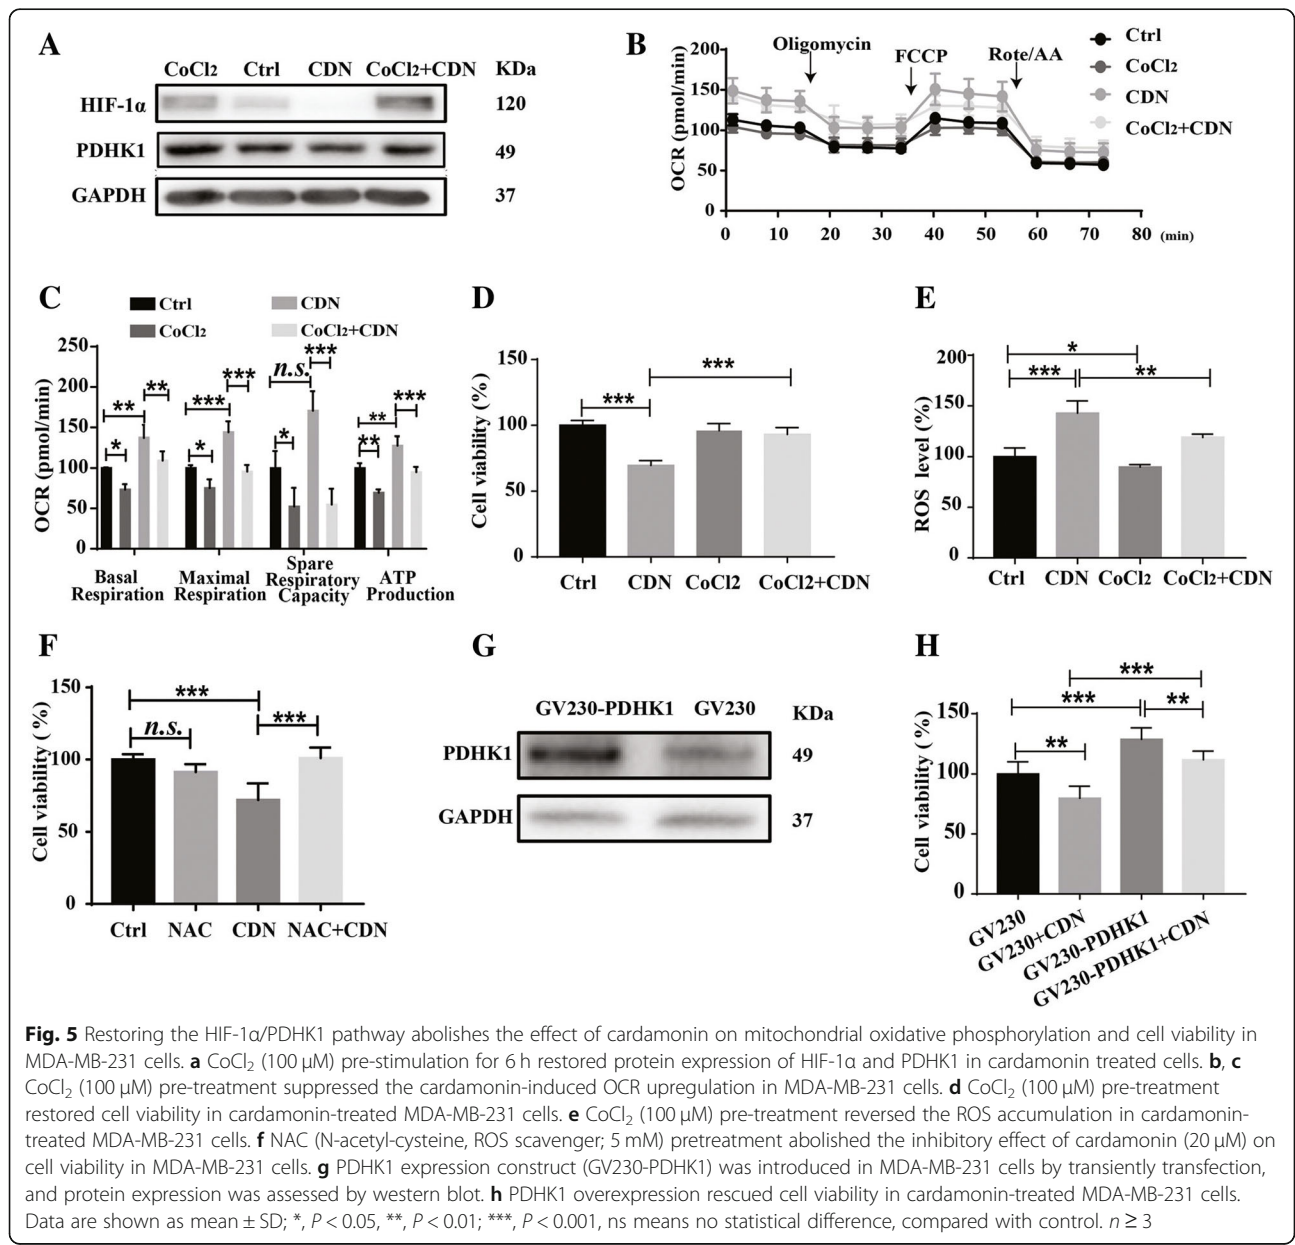 A
CoCl2 Ctrl CDN CoCl2+CDN KDa
HIF-1α 120
PDHK1 49
GAPDH 37
B
OCR (pmol/min)
200
150
100
50
0
0 10 20 30 40 50 60 70 80 (min)
Oligomycin
FCCP
Rote/AA
Ctrl
CoCl2
CDN
CoCl2+CDN
C
Ctrl CDN
CoCl2 CoCl2+CDN
OCR (pmol/min)
250
200
150
100
50
0
** * **
*** * ***
n.s. * ***
** ** ***
Basal Respiration
Maximal Respiration
Spare Respiratory Capacity
ATP Production
D
Cell viability (%)
150
100
50
0
***
***
Ctrl CDN CoCl2 CoCl2+CDN
E
ROS level (%)
200
150
100
50
0
*
*** **
Ctrl CDN CoCl2 CoCl2+CDN
F
Cell viability (%)
150
100
50
0
***
n.s. ***
Ctrl NAC CDN NAC+CDN
G
GV230-PDHK1 GV230 KDa
PDHK1 49
GAPDH 37
H
Cell viability (%)
150
100
50
0
***
*** **
**
GV230
GV230+CDN
GV230-PDHK1
GV230-PDHK1+CDN
Fig. 5 Restoring the HIF-1α/PDHK1 pathway abolishes the effect of cardamonin on mitochondrial oxidative phosphorylation and cell viability in
MDA-MB-231 cells. a CoCl2 (100 μM) pre-stimulation for 6 h restored protein expression of HIF-1α and PDHK1 in cardamonin treated cells. b, c
CoCl2 (100 μM) pre-treatment suppressed the cardamonin-induced OCR upregulation in MDA-MB-231 cells. d CoCl2 (100 μM) pre-treatment
restored cell viability in cardamonin-treated MDA-MB-231 cells. e CoCl2 (100 μM) pre-treatment reversed the ROS accumulation in cardamonin-
treated MDA-MB-231 cells. f NAC (N-acetyl-cysteine, ROS scavenger; 5 mM) pretreatment abolished the inhibitory effect of cardamonin (20 μM) on
cell viability in MDA-MB-231 cells. g PDHK1 expression construct (GV230-PDHK1) was introduced in MDA-MB-231 cells by transiently transfection,
and protein expression was assessed by western blot. h PDHK1 overexpression rescued cell viability in cardamonin-treated MDA-MB-231 cells.
Data are shown as mean ± SD; *, P < 0.05, **, P < 0.01; ***, P < 0.001, ns means no statistical difference, compared with control. n ≥ 3